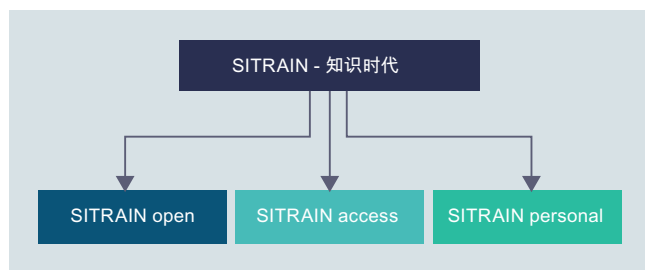 SITRAIN - 知识时代
SITRAIN open
SITRAIN access
SITRAIN personal